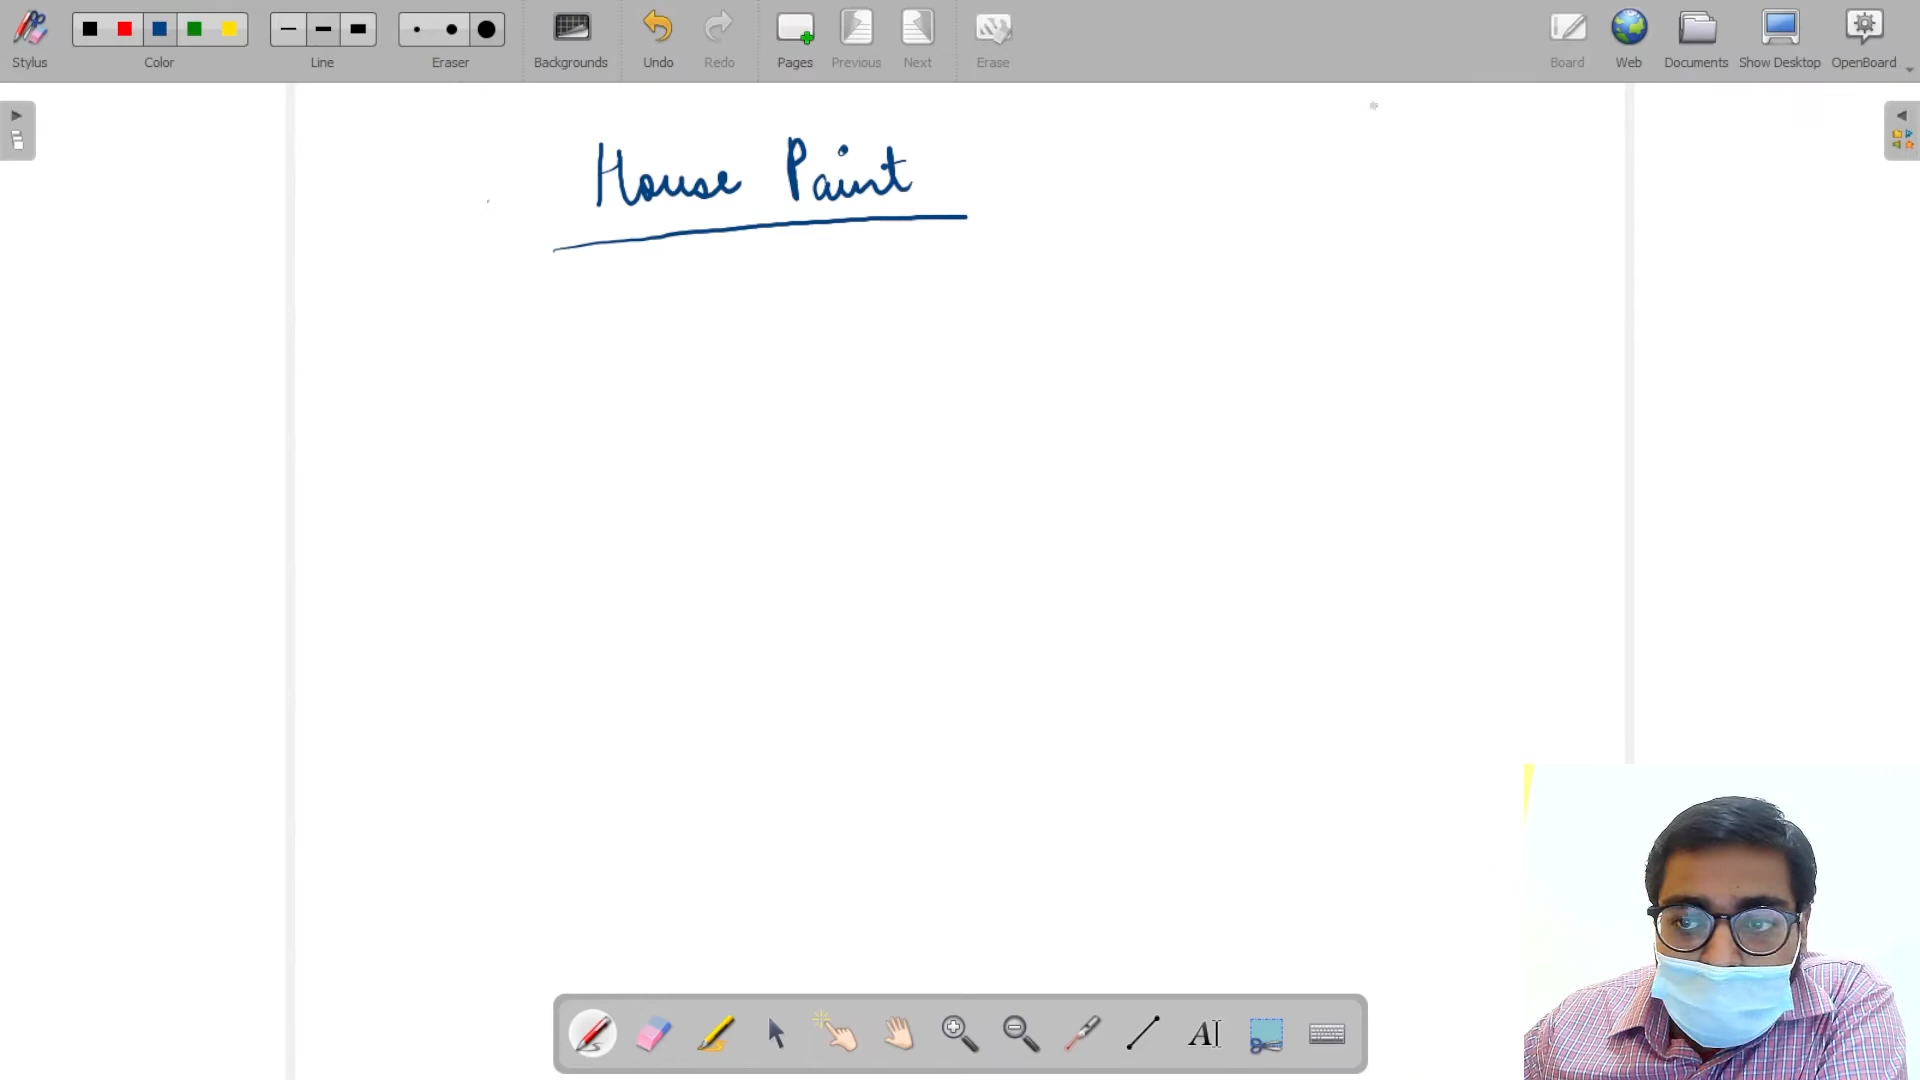 Stylus
Color
Line
Eraser
Backgrounds
Undo
Redo
Pages
Previous
Next
Erase
Board
Web
Documents
Show Desktop
OpenBoard
House Paint
A